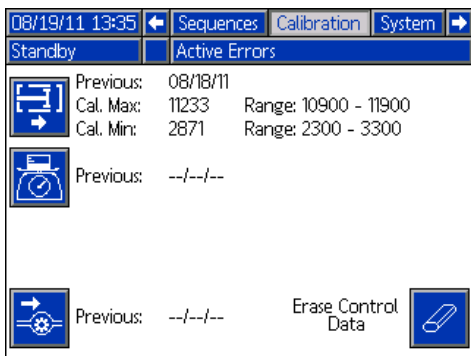 08/19/11 13:35 Sequences Calibration System
Standby Active Errors
Previous: 08/18/11
Cal. Max: 11233 Range: 10900 - 11900
Cal. Min: 2871 Range: 2300 - 3300
Previous: --/--/--
Previous: --/--/--
Erase Control
Data